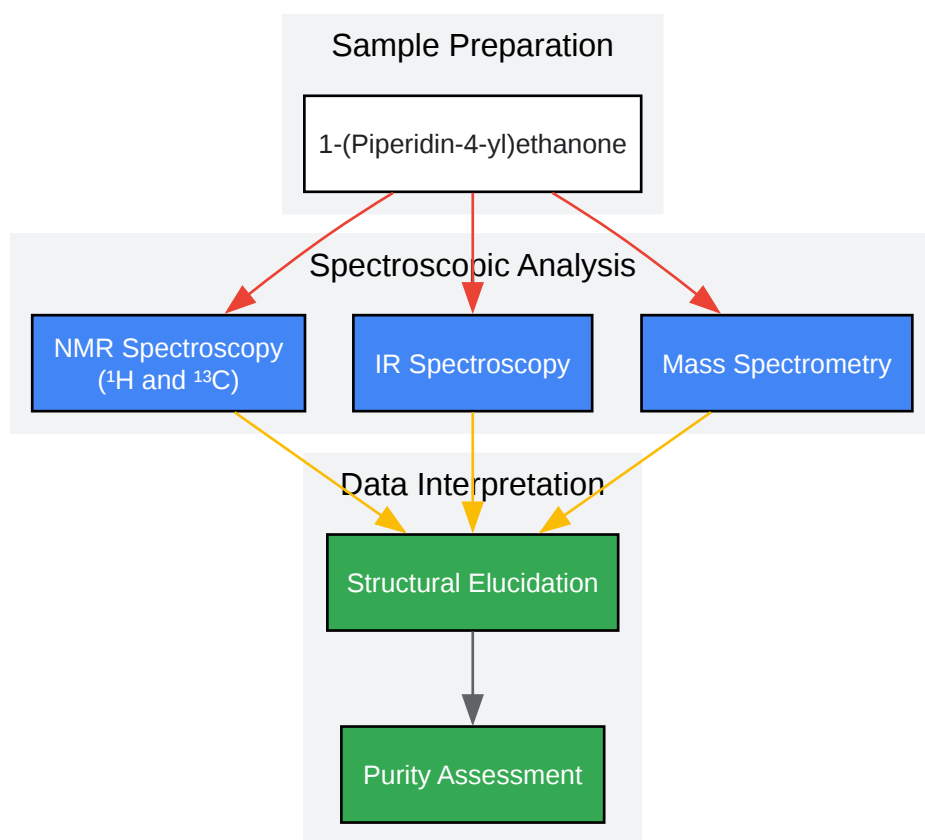 Sample Preparation
1-(Piperidin-4-yl)ethanone
Spectroscopic Analysis
NMR Spectroscopy
(¹H and ¹³C)
IR Spectroscopy
Mass Spectrometry
Data Interpretation
Structural Elucidation
Purity Assessment